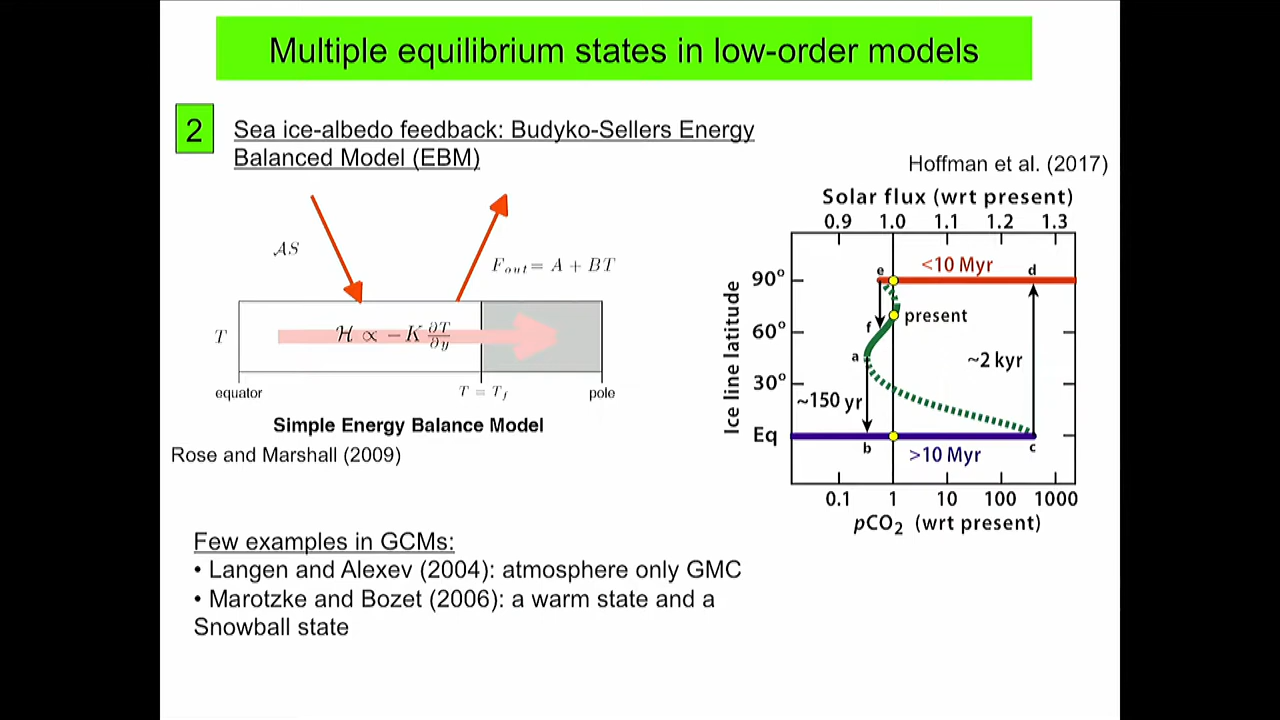 Multiple equilibrium states in low-order models
2
Sea ice-albedo feedback: Budyko-Sellers Energy
Balanced Model (EBM)
Hoffman et al. (2017)
Solar flux (wrt present)
0.9 1.0 1.1 1.2 1.3
𝒜S
F_out = A + BT
T
ℋ ∝ −K ∂T/∂y
equator
T = T_f
pole
Simple Energy Balance Model
Rose and Marshall (2009)
Ice line latitude
90°
60°
30°
Eq
e
<10 Myr
d
f
present
a
~2 kyr
~150 yr
b
>10 Myr
c
0.1 1 10 100 1000
pCO₂ (wrt present)
Few examples in GCMs:
• Langen and Alexev (2004): atmosphere only GMC
• Marotzke and Bozet (2006): a warm state and a
Snowball state